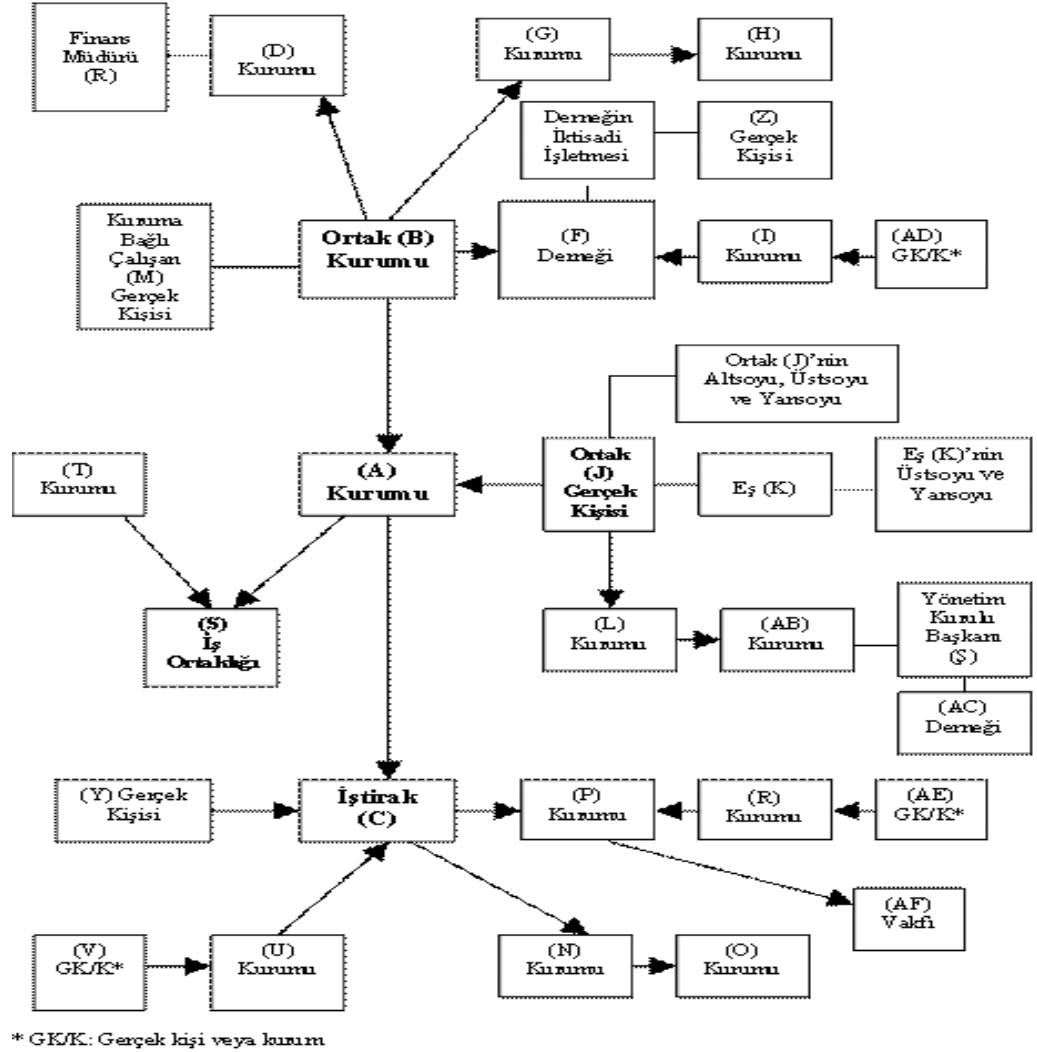 Finans
Müdürü
(R)
(D)
Kurumu
(G)
Kurumu
(H)
Kurumu
Derneğin
İktisadi
İşletmesi
(Z)
Gerçek
Kişisi
Kuruma
Bağlı
Çalışan
(M)
Gerçek
Kişisi
Ortak (B)
Kurumu
(F)
Derneği
(I)
Kurumu
(AD)
GK/K*
Ortak (J)'nin
Altsoyu, Üstsoyu
ve Yansoyu
(T)
Kurumu
(A)
Kurumu
Ortak
(J)
Gerçek
Kişisi
Eş (K)
Eş (K)'nin
Üstsoyu ve
Yansoyu
(S)
İş
Ortaklığı
(L)
Kurumu
(AB)
Kurumu
Yönetim
Kurulu
Başkanı
(Ş)
(AC)
Derneği
(Y) Gerçek
Kişisi
İştirak
(C)
(P)
Kurumu
(R)
Kurumu
(AE)
GK/K*
(AF)
Vakfı
(V)
GK/K*
(U)
Kurumu
(N)
Kurumu
(O)
Kurumu
* GK/K: Gerçek kişi veya kurum